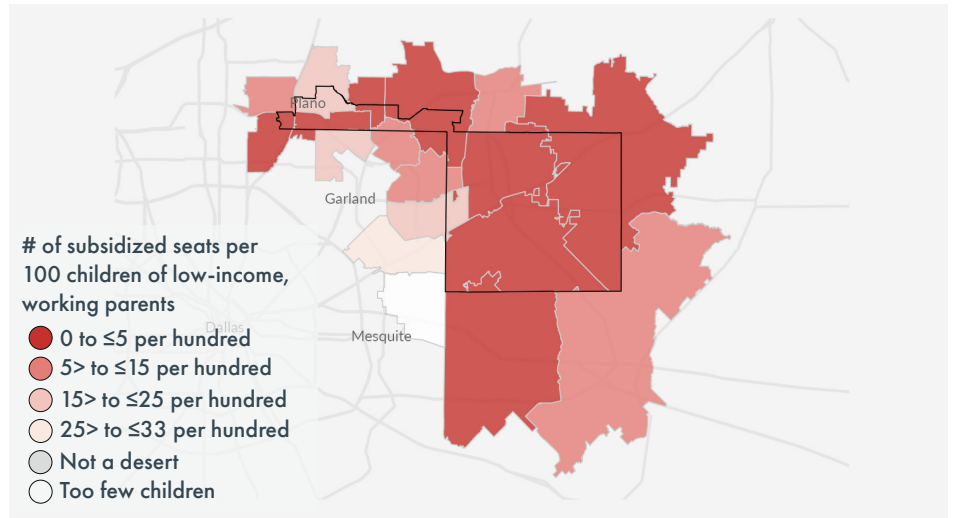 Plano
Garland
# of subsidized seats per
100 children of low-income,
working parents
Dallas
Mesquite
0 to ≤5 per hundred
5> to ≤15 per hundred
15> to ≤25 per hundred
25> to ≤33 per hundred
Not a desert
Too few children